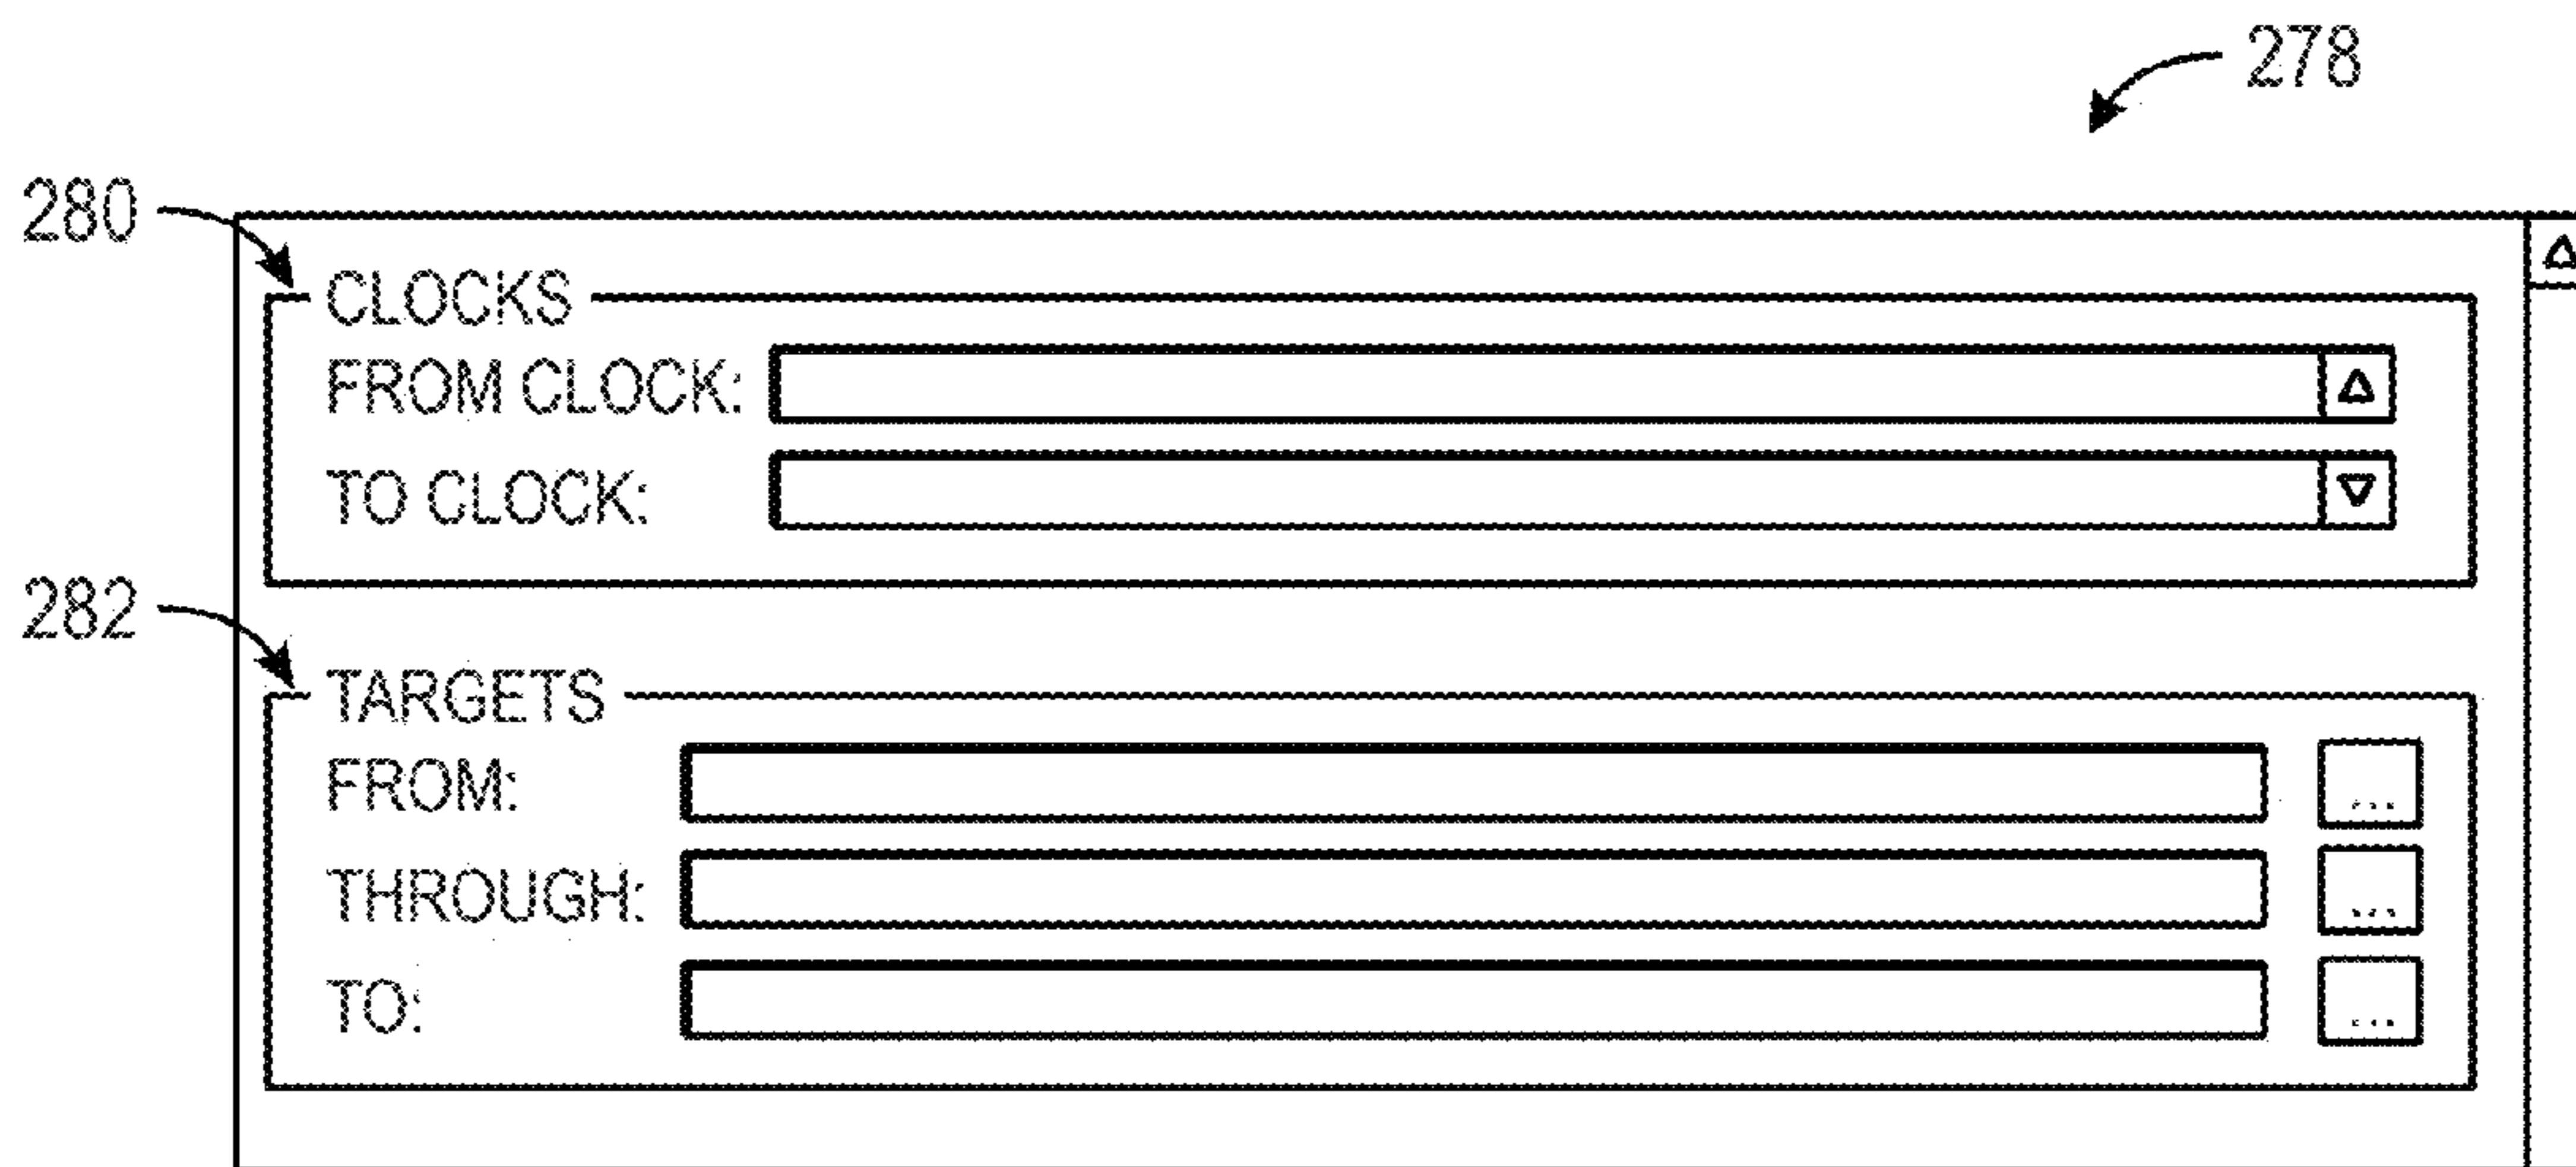 278
280
CLOCKS
FROM CLOCK:
TO CLOCK:
282
TARGETS
FROM: ...
THROUGH: ...
TO: ...